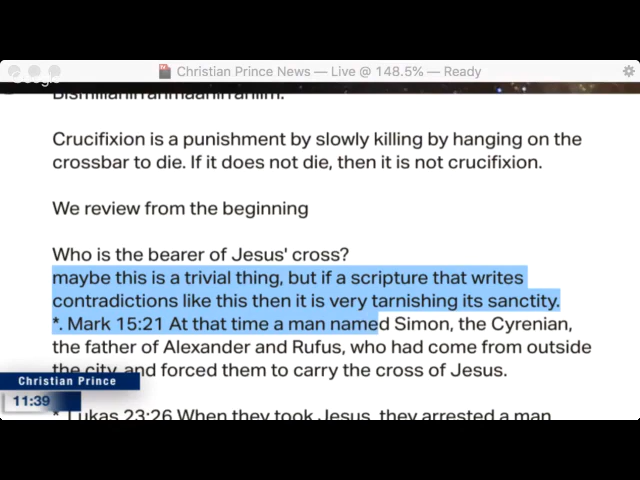 Christian Prince News — Live @ 148.5% — Ready
Google
Bismillahirrahmaanirrahiim.
Crucifixion is a punishment by slowly killing by hanging on the
crossbar to die. If it does not die, then it is not crucifixion.
We review from the beginning
Who is the bearer of Jesus' cross?
maybe this is a trivial thing, but if a scripture that writes
contradictions like this then it is very tarnishing its sanctity.
*. Mark 15:21 At that time a man named Simon, the Cyrenian,
the father of Alexander and Rufus, who had come from outside
the city, and forced them to carry the cross of Jesus.
Christian Prince
11:39
*. Lukas 23:26 When they took Jesus, they arrested a man